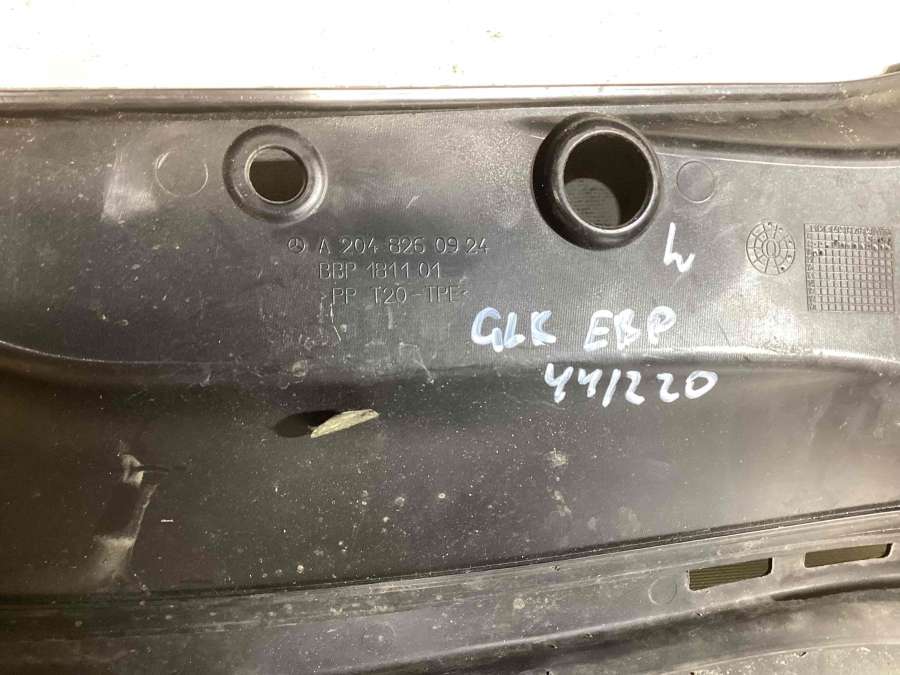 A 204 826 09 24
BBP 1811 01
>PP T20-TPE<
GLK EBP
44/220